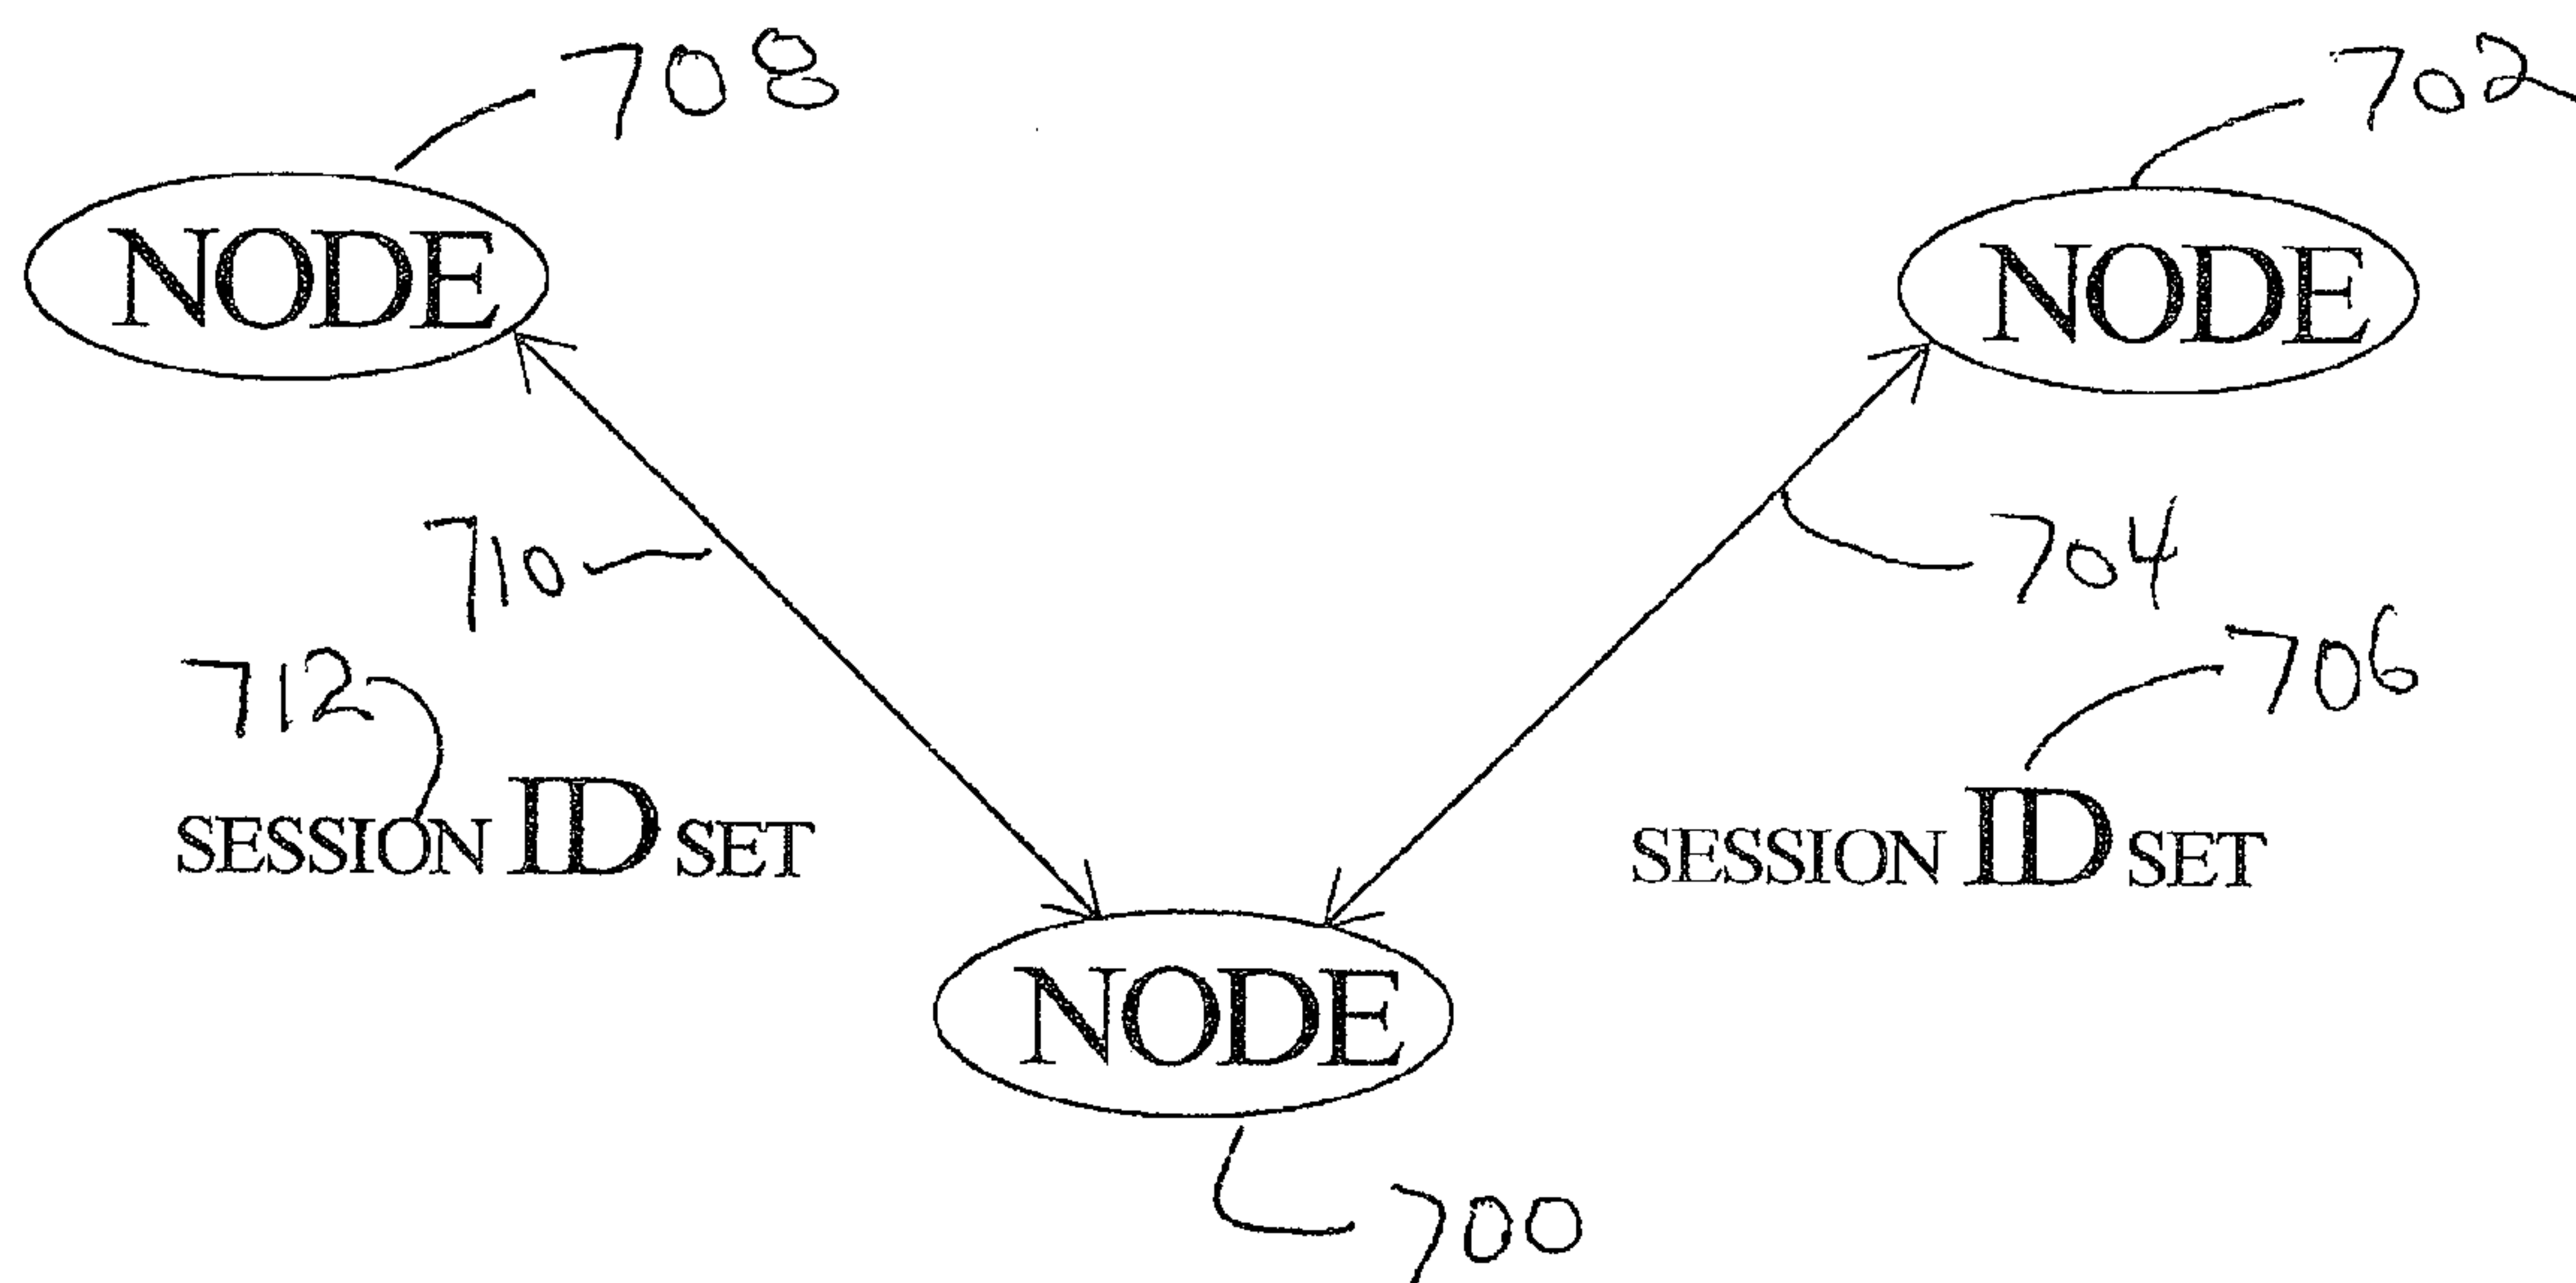 708
702
NODE
NODE
710
704
712
706
SESSION ID SET
SESSION ID SET
NODE
700